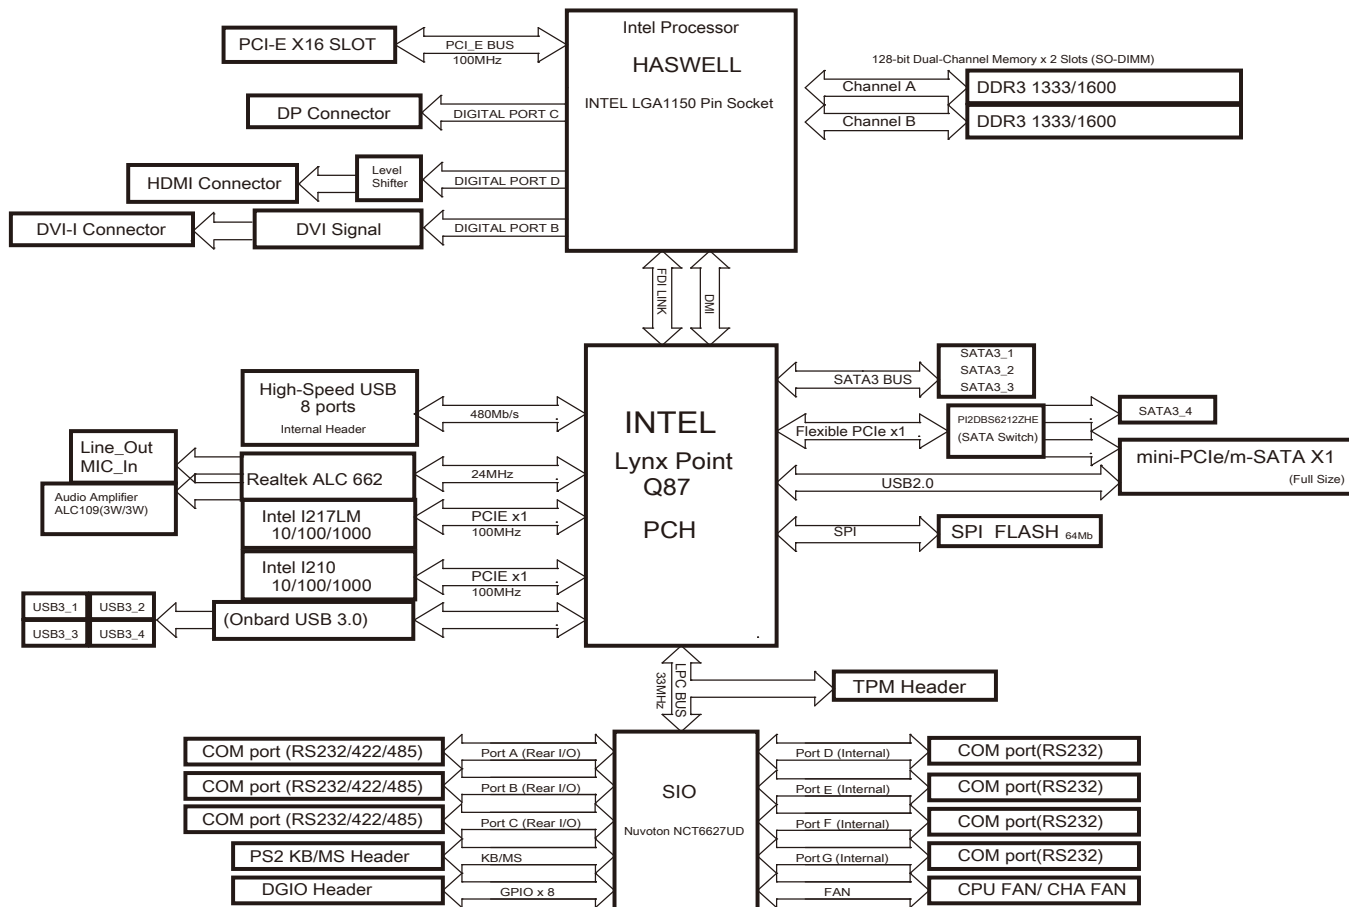 Intel Processor
HASWELL
INTEL LGA1150 Pin Socket
PCI-E X16 SLOT
PCI_E BUS
100MHz
DP Connector
DIGITAL PORT C
HDMI Connector
Level
Shifter
DIGITAL PORT D
DVI-I Connector
DVI Signal
DIGITAL PORT B
128-bit Dual-Channel Memory x 2 Slots (SO-DIMM)
Channel A
DDR3 1333/1600
Channel B
DDR3 1333/1600
FDI LINK
DMI
INTEL
Lynx Point
Q87
PCH
High-Speed USB
8 ports
Internal Header
480Mb/s
Line_Out
MIC_In
Audio Amplifier
ALC109(3W/3W)
Realtek ALC 662
24MHz
Intel I217LM
10/100/1000
PCIE x1
100MHz
Intel I210
10/100/1000
PCIE x1
100MHz
USB3_1
USB3_2
USB3_3
USB3_4
(Onbard USB 3.0)
SATA3 BUS
SATA3_1
SATA3_2
SATA3_3
Flexible PCIe x1
PI2DBS6212ZHE
(SATA Switch)
SATA3_4
mini-PCIe/m-SATA X1
(Full Size)
USB2.0
SPI
SPI FLASH 64Mb
LPC BUS
33MHz
TPM Header
SIO
Nuvoton NCT6627UD
COM port (RS232/422/485)
Port A (Rear I/O)
COM port (RS232/422/485)
Port B (Rear I/O)
COM port (RS232/422/485)
Port C (Rear I/O)
PS2 KB/MS Header
KB/MS
DGIO Header
GPIO x 8
Port D (Internal)
COM port(RS232)
Port E (Internal)
COM port(RS232)
Port F (Internal)
COM port(RS232)
Port G (Internal)
COM port(RS232)
FAN
CPU FAN/ CHA FAN